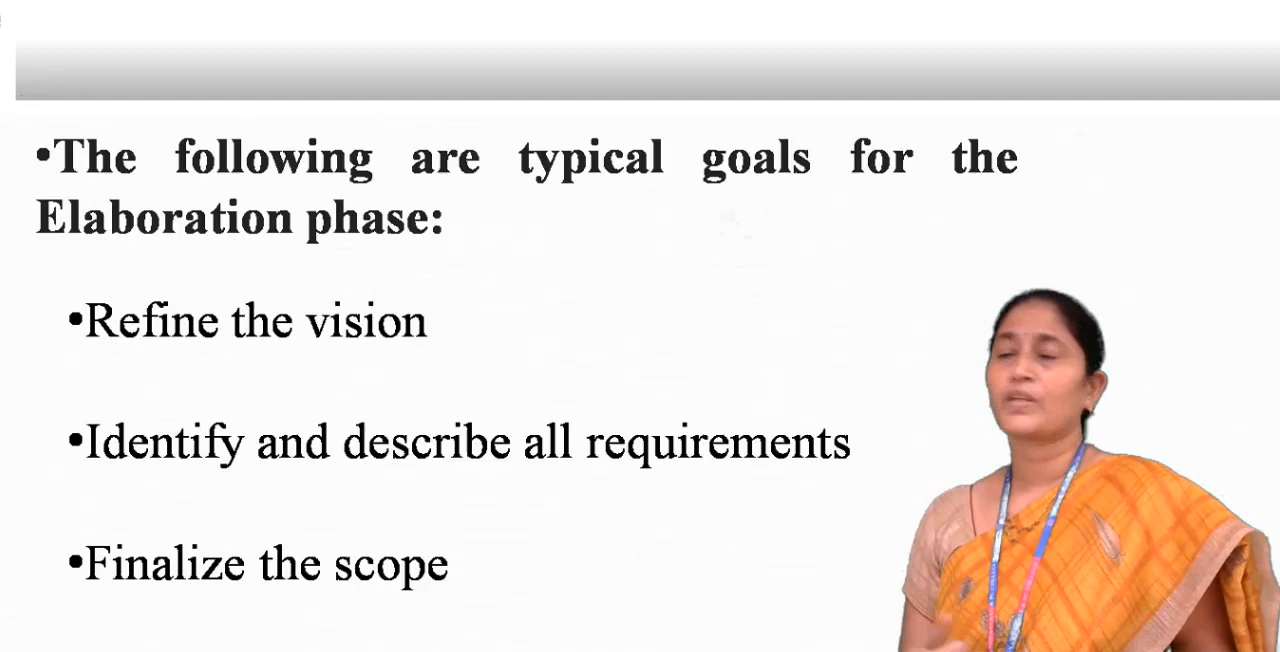 •The following are typical goals for the
Elaboration phase:
•Refine the vision
•Identify and describe all requirements
•Finalize the scope